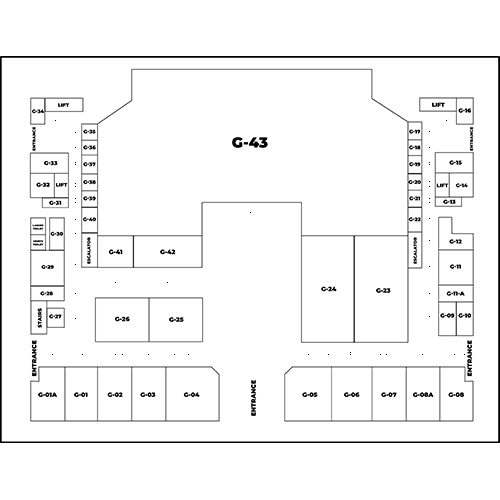 G-34
LIFT
LIFT
G-16
ENTRANCE
ENTRANCE
G-35
G-36
G-37
G-38
G-39
G-40
ESCALATOR
G-43
G-17
G-18
G-19
G-20
G-21
G-22
ESCALATOR
G-33
G-32
LIFT
G-31
G-15
LIFT
G-14
G-13
LADIES
TOILET
GENTS
TOILET
G-30
G-29
G-28
STAIRS
G-27
G-41
G-42
G-12
G-11
G-11-A
G-09
G-10
G-24
G-23
G-26
G-25
ENTRANCE
ENTRANCE
G-01A
G-01
G-02
G-03
G-04
ENTRANCE
G-05
G-06
G-07
G-08A
G-08